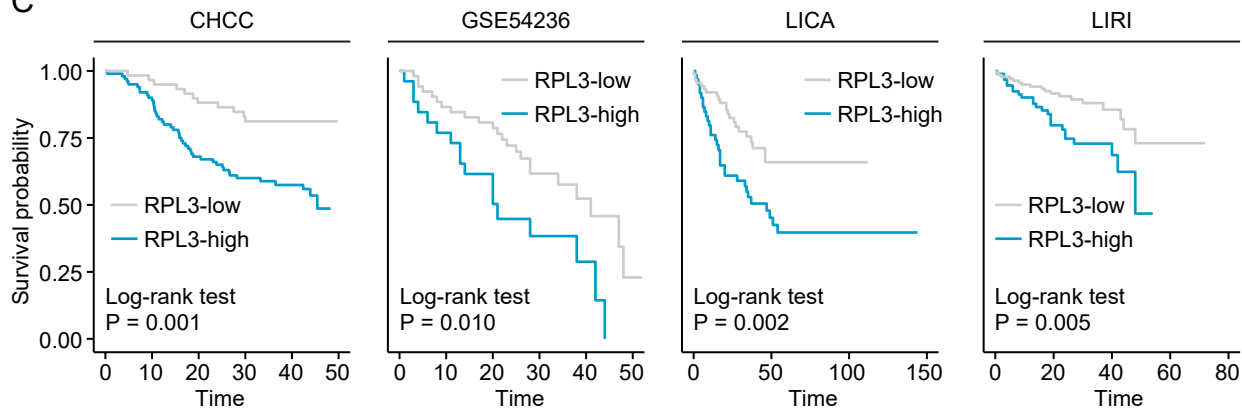 C
CHCC
GSE54236
LICA
LIRI
Survival probability
1.00
0.75
0.50
0.25
0.00
RPL3-low
RPL3-high
Log-rank test
P = 0.001
0 10 20 30 40 50
Time
RPL3-low
RPL3-high
Log-rank test
P = 0.010
0 10 20 30 40 50
Time
RPL3-low
RPL3-high
Log-rank test
P = 0.002
0 50 100 150
Time
RPL3-low
RPL3-high
Log-rank test
P = 0.005
0 20 40 60 80
Time